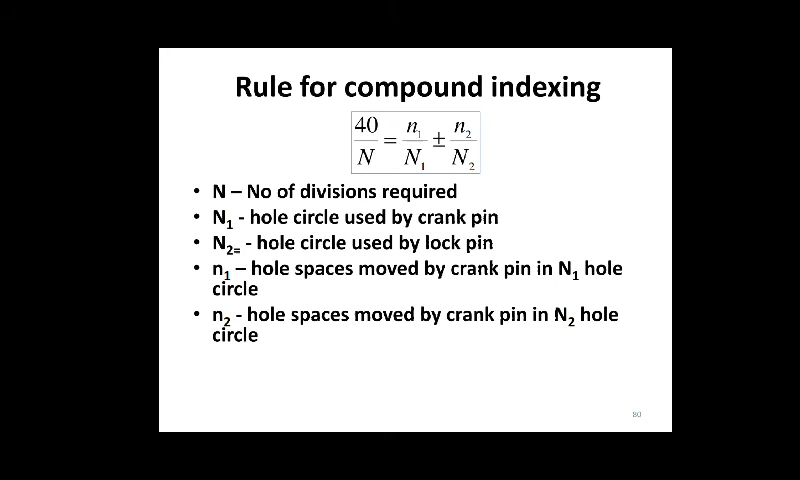 Rule for compound indexing
40/N = n₁/N₁ ± n₂/N₂
• N – No of divisions required
• N₁ - hole circle used by crank pin
• N₂₌ - hole circle used by lock pin
• n₁ – hole spaces moved by crank pin in N₁ hole
circle
• n₂ - hole spaces moved by crank pin in N₂ hole
circle
80